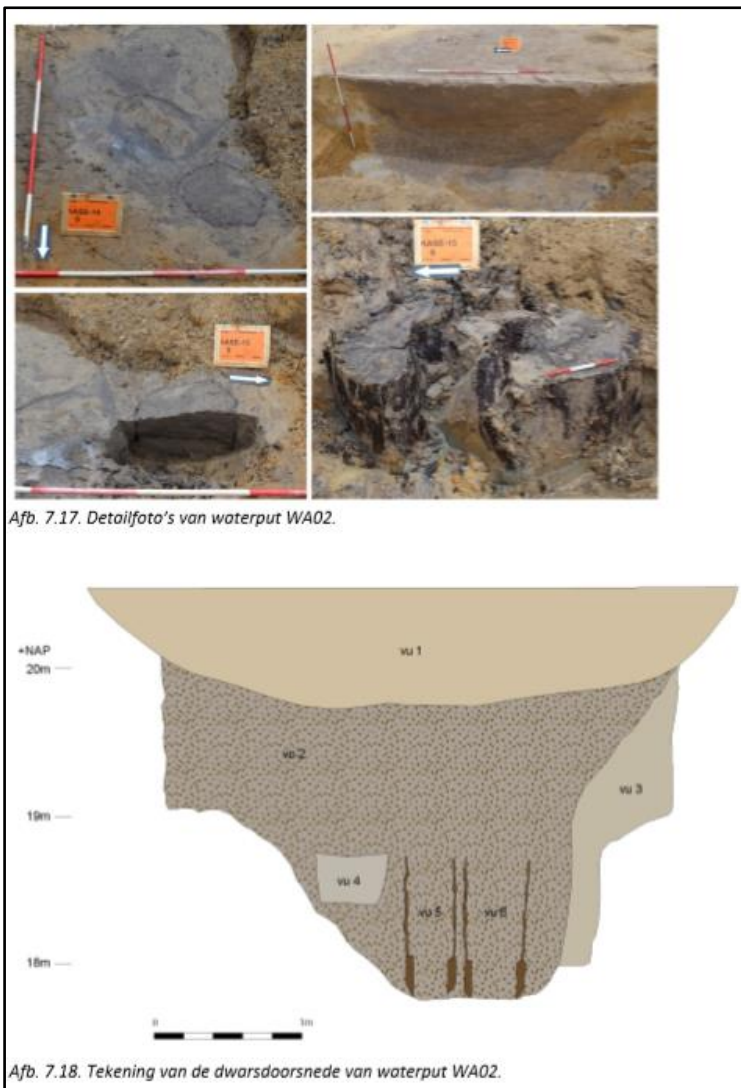 Afb. 7.17. Detailfoto's van waterput WA02.
+NAP
20m
vu 1
vu 2
19m
vu 3
vu 4
vu 5
vu 6
18m
0
1m
Afb. 7.18. Tekening van de dwarsdoorsnede van waterput WA02.